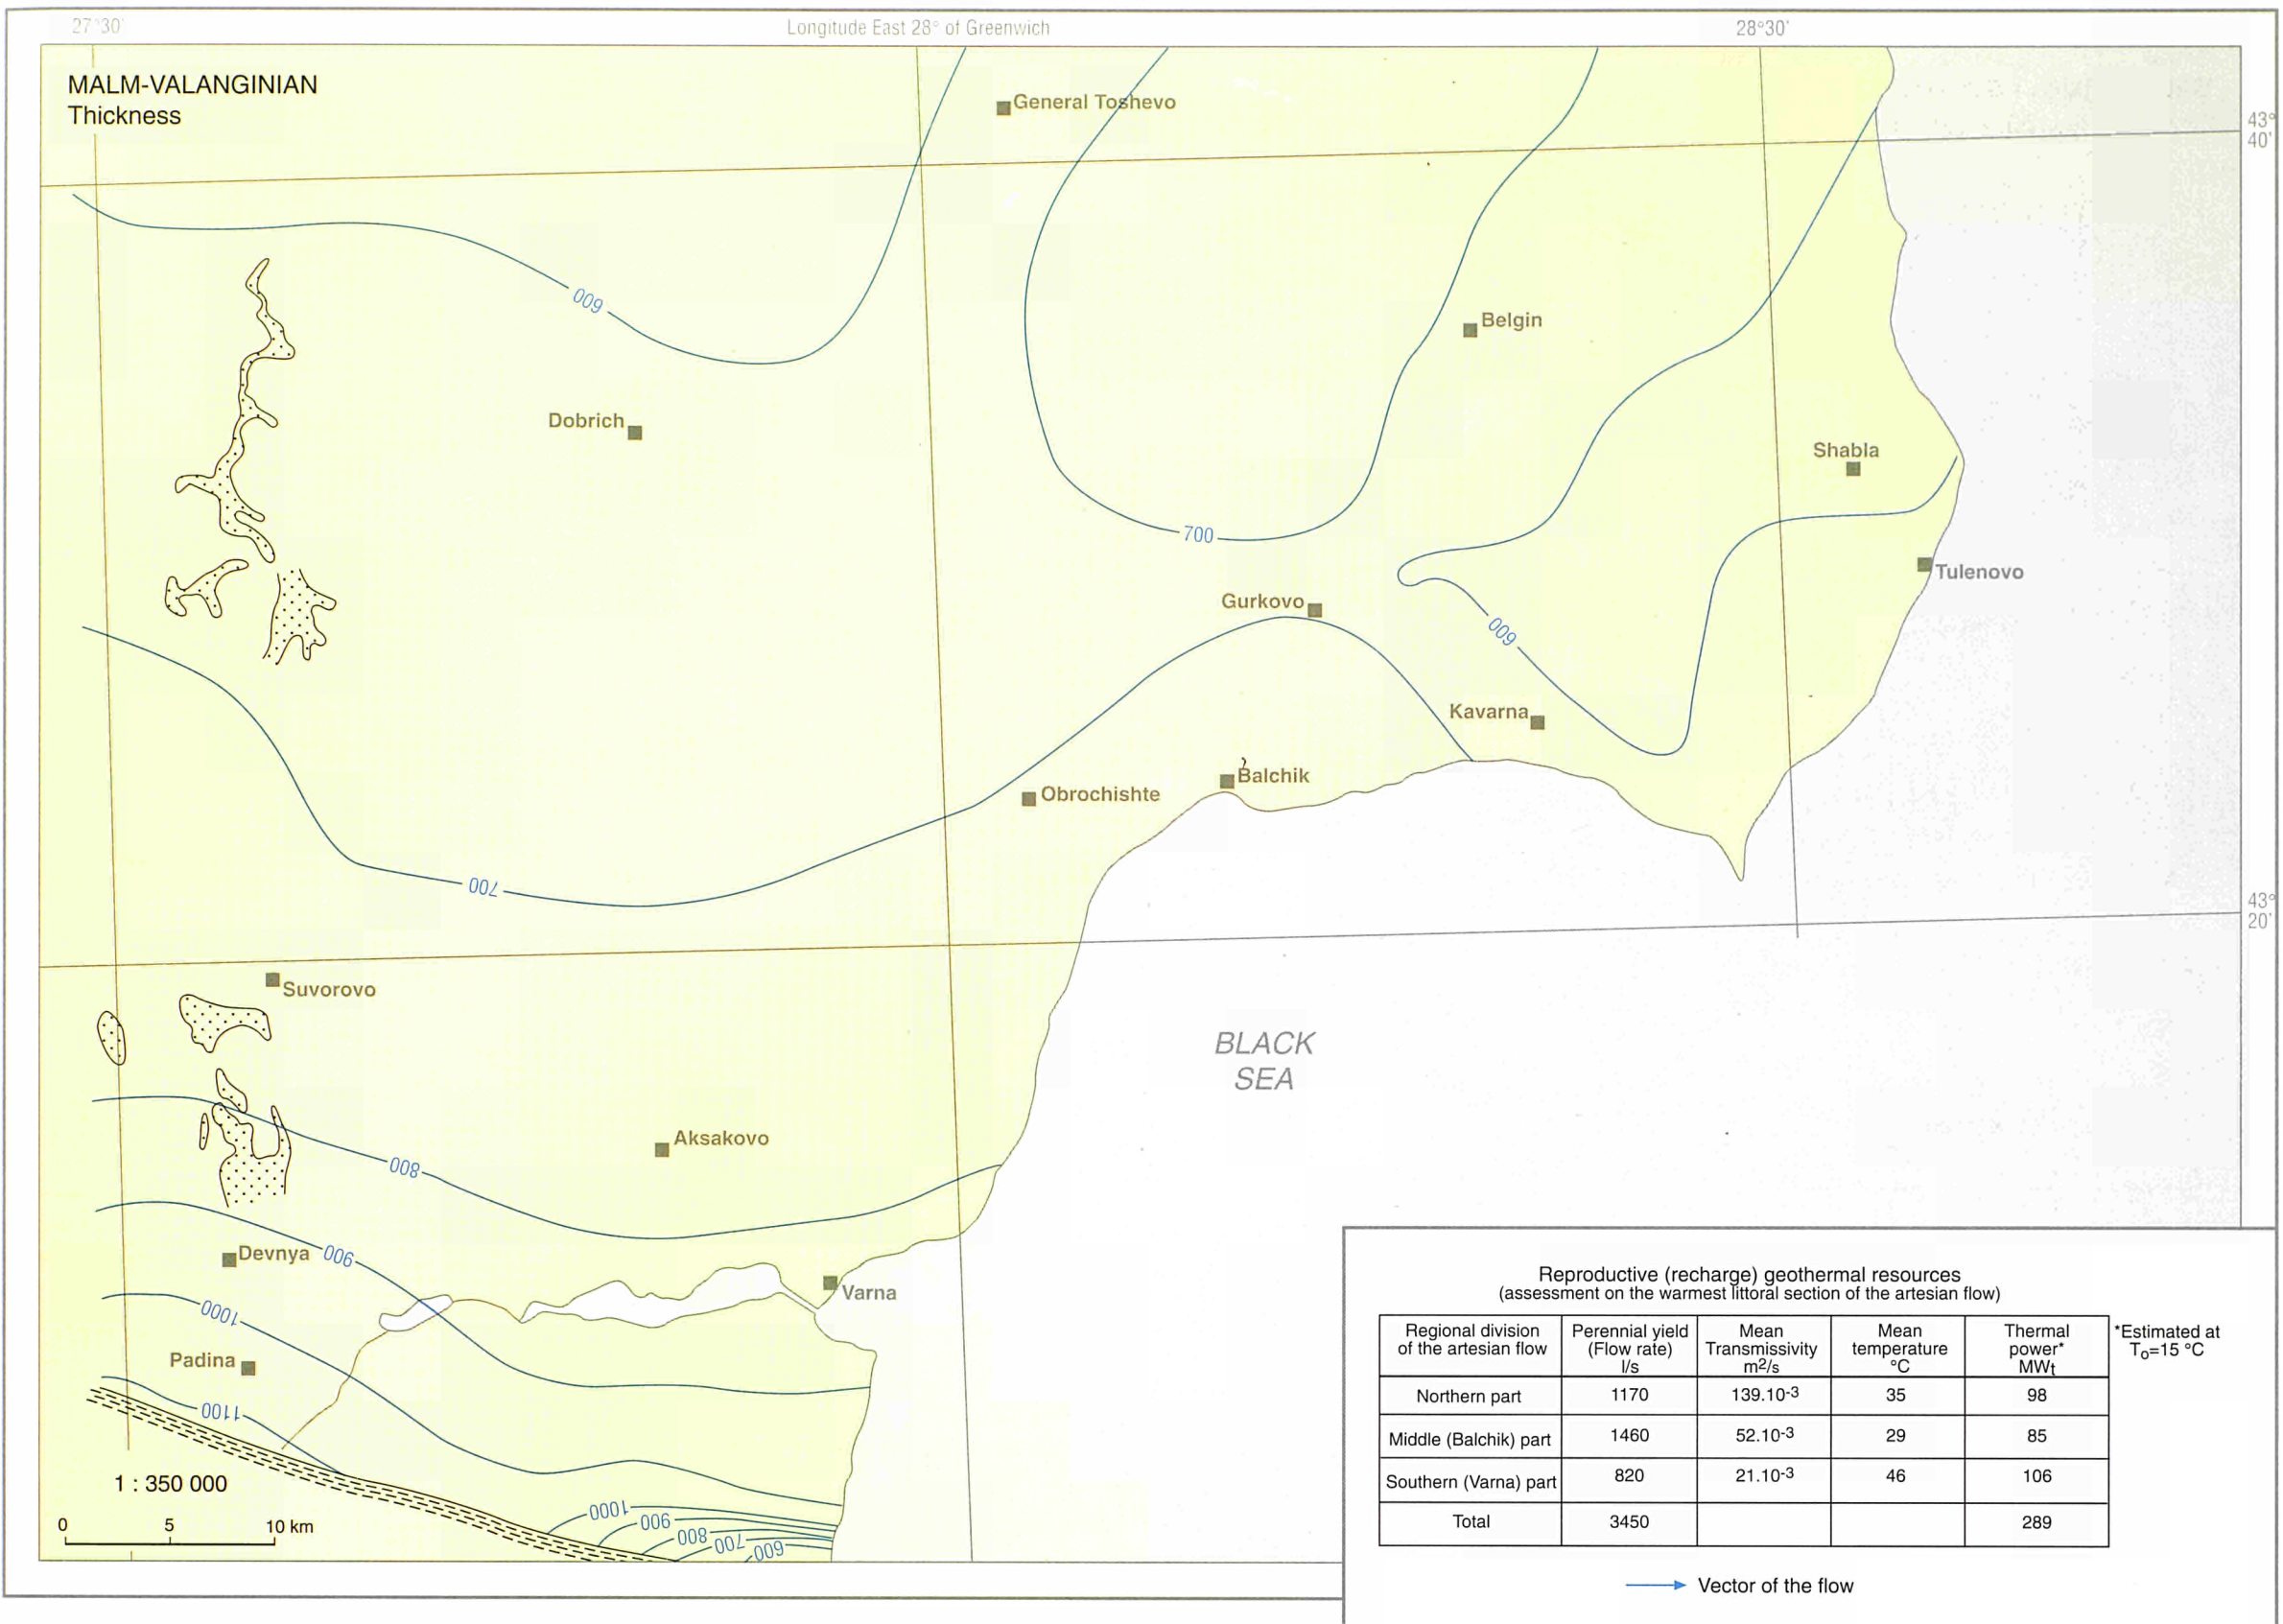 27°30'
Longitude East 28° of Greenwich
28°30'
MALM-VALANGINIAN
Thickness
General Toshevo
43°
40'
600
Belgin
Dobrich
Shabla
700
Tulenovo
Gurkovo
600
Kavarna
Balchik
Obrochishte
700
43°
20'
Suvorovo
BLACK
SEA
Aksakovo
800
Devnya
900
Varna
1000
Padina
1100
1 : 350 000
0 5 10 km
1000
900
800
700
600
Reproductive (recharge) geothermal resources
(assessment on the warmest littoral section of the artesian flow)
Regional division of the artesian flow | Perennial yield (Flow rate) l/s | Mean Transmissivity m2/s | Mean temperature °C | Thermal power* MWt
*Estimated at
To=15 °C
Northern part 1170 139.10-3 35 98
Middle (Balchik) part 1460 52.10-3 29 85
Southern (Varna) part 820 21.10-3 46 106
Total 3450 289
Vector of the flow